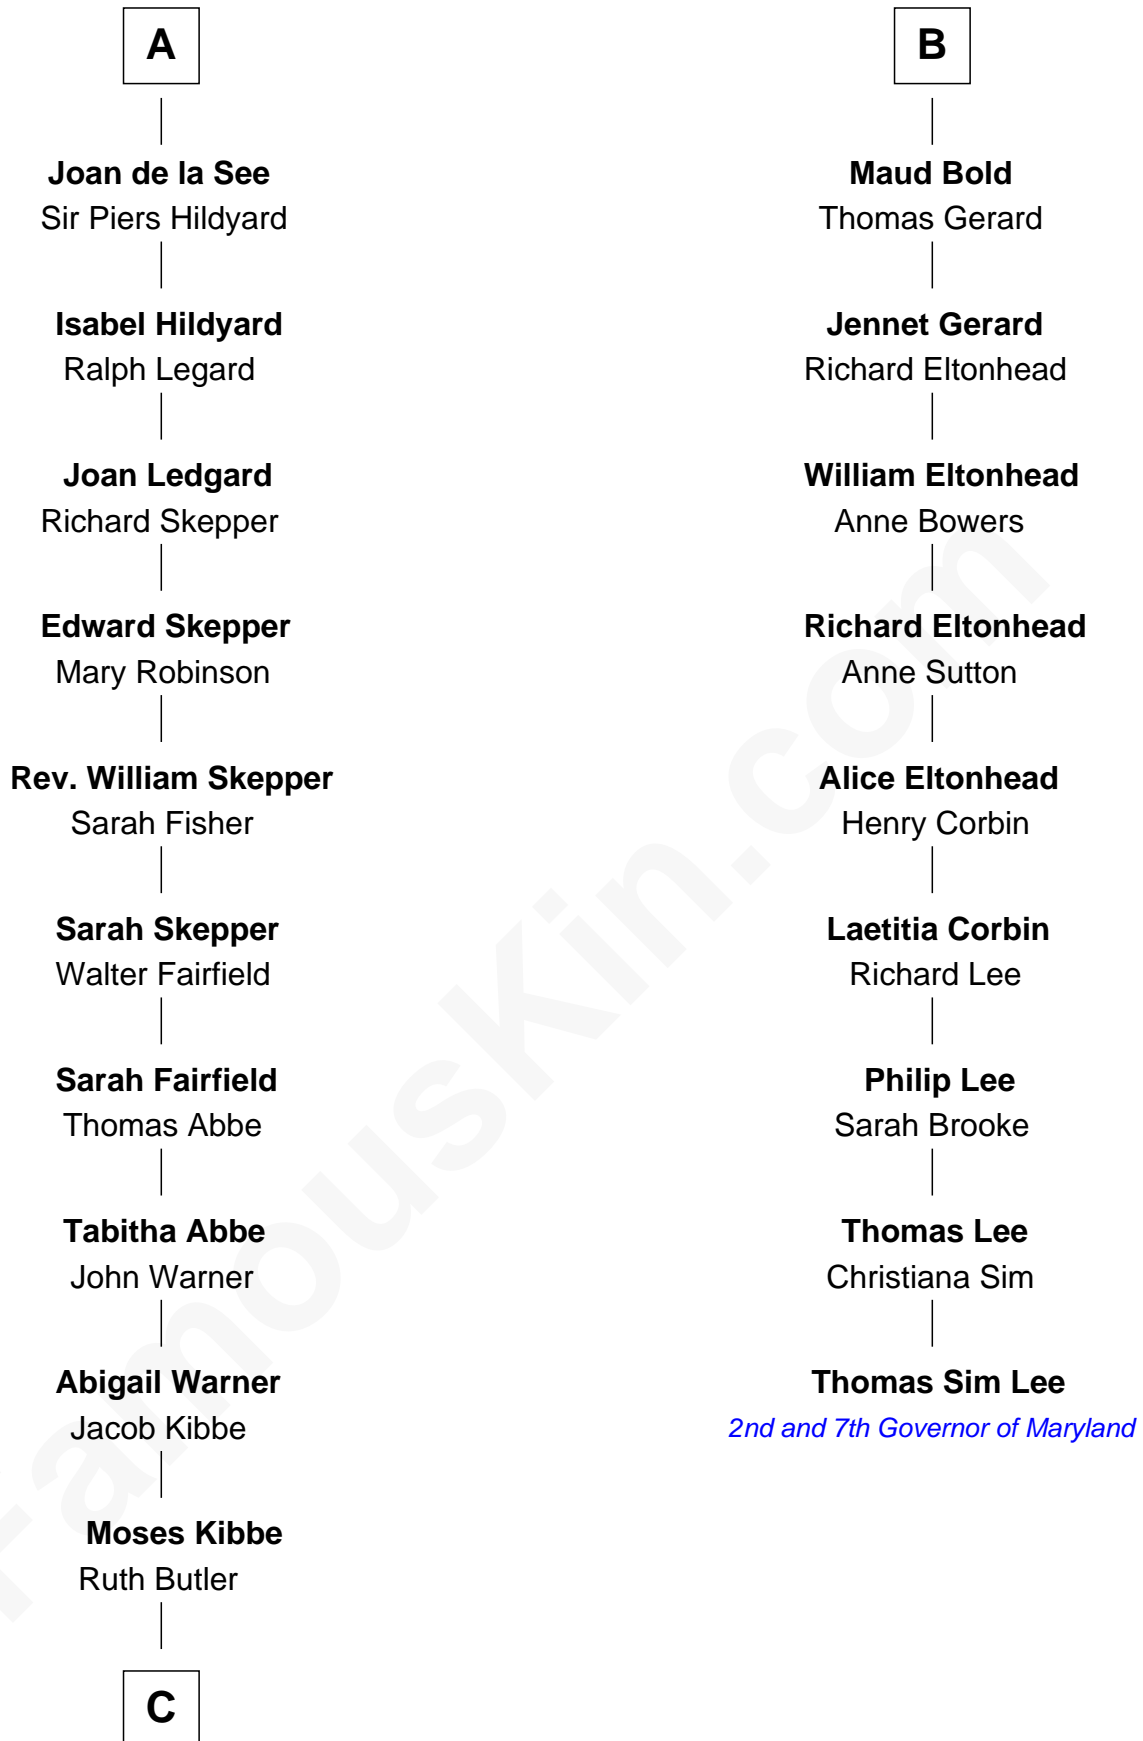 A
Joan de la See
Sir Piers Hildyard
Isabel Hildyard
Ralph Legard
Joan Ledgard
Richard Skepper
Edward Skepper
Mary Robinson
Rev. William Skepper
Sarah Fisher
Sarah Skepper
Walter Fairfield
Sarah Fairfield
Thomas Abbe
Tabitha Abbe
John Warner
Abigail Warner
Jacob Kibbe
Moses Kibbe
Ruth Butler
C
B
Maud Bold
Thomas Gerard
Jennet Gerard
Richard Eltonhead
William Eltonhead
Anne Bowers
Richard Eltonhead
Anne Sutton
Alice Eltonhead
Henry Corbin
Laetitia Corbin
Richard Lee
Philip Lee
Sarah Brooke
Thomas Lee
Christiana Sim
Thomas Sim Lee
2nd and 7th Governor of Maryland
FamousKin.com